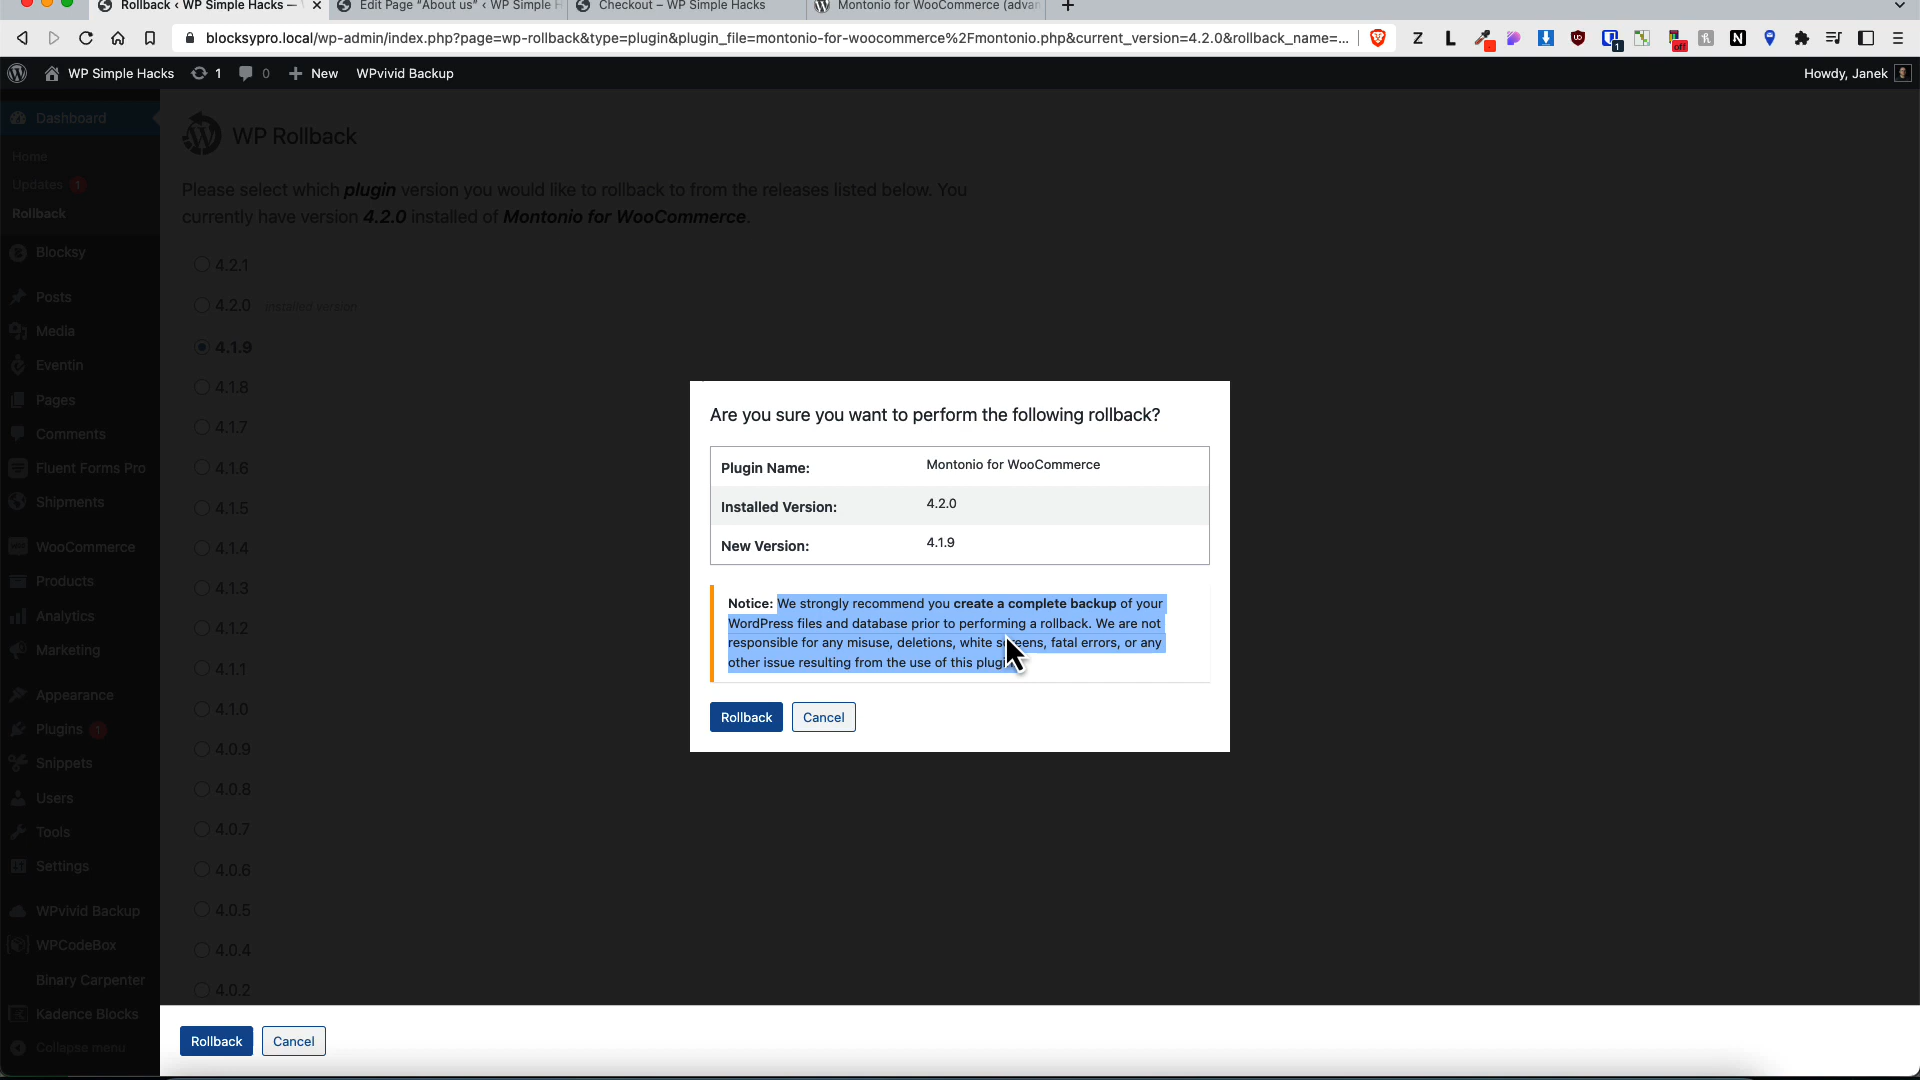 Rollback < WP Simple Hacks —
Edit Page "About us" < WP Simple H
Checkout – WP Simple Hacks
Montonio for WooCommerce (advan
blocksypro.local/wp-admin/index.php?page=wp-rollback&type=plugin&plugin_file=montonio-for-woocommerce%2Fmontonio.php&current_version=4.2.0&rollback_name=...
Z
L
1
off
N
WP Simple Hacks
1
0
New
WPvivid Backup
Howdy, Janek
Dashboard
Home
Updates 1
Rollback
Blocksy
Posts
Media
Eventin
Pages
Comments
Fluent Forms Pro
Shipments
WooCommerce
Products
Analytics
Marketing
Appearance
Plugins 1
Snippets
Users
Tools
Settings
WPvivid Backup
WPCodeBox
Binary Carpenter
Kadence Blocks
Collapse menu
WP Rollback
Please select which plugin version you would like to rollback to from the releases listed below. You
currently have version 4.2.0 installed of Montonio for WooCommerce.
4.2.1
4.2.0 Installed Version
4.1.9
4.1.8
4.1.7
4.1.6
4.1.5
4.1.4
4.1.3
4.1.2
4.1.1
4.1.0
4.0.9
4.0.8
4.0.7
4.0.6
4.0.5
4.0.4
4.0.2
Are you sure you want to perform the following rollback?
Plugin Name: Montonio for WooCommerce
Installed Version: 4.2.0
New Version: 4.1.9
Notice: We strongly recommend you create a complete backup of your
WordPress files and database prior to performing a rollback. We are not
responsible for any misuse, deletions, white screens, fatal errors, or any
other issue resulting from the use of this plugin
Rollback
Cancel
Rollback
Cancel